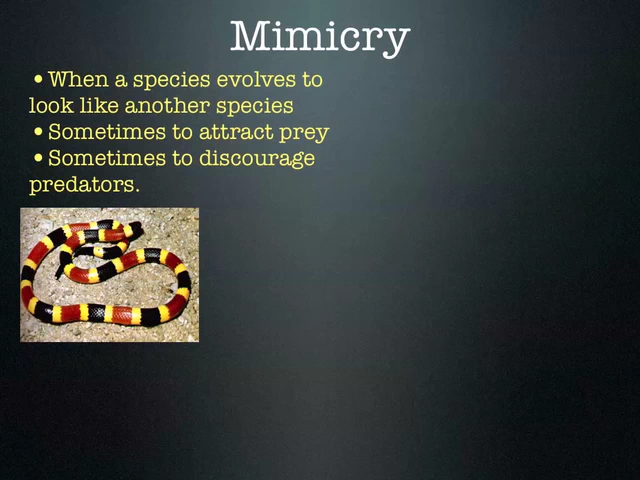 Mimicry
•When a species evolves to
look like another species
•Sometimes to attract prey
•Sometimes to discourage
predators.